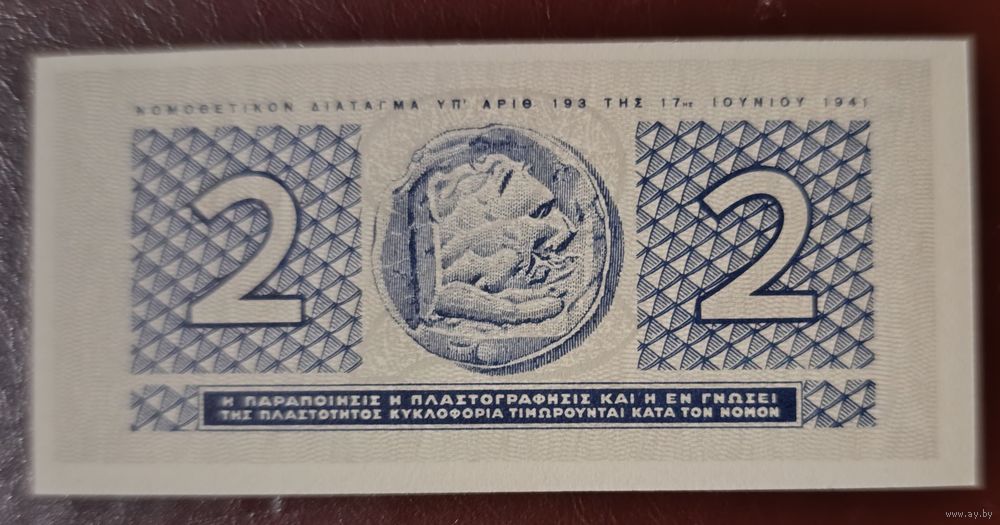 ΝΟΜΟΘΕΤΙΚΟΝ ΔΙΑΤΑΓΜΑ ΥΠ' ΑΡΙΘ 193 ΤΗΣ 17ΗΣ ΙΟΥΝΙΟΥ 1941
2 2
Η ΠΑΡΑΠΟΙΗΣΙΣ Η ΠΛΑΣΤΟΓΡΑΦΗΣΙΣ ΚΑΙ Η ΕΝ ΓΝΩΣΕΙ
ΤΗΣ ΠΛΑΣΤΟΤΗΤΟΣ ΚΥΚΛΟΦΟΡΙΑ ΤΙΜΩΡΟΥΝΤΑΙ ΚΑΤΑ ΤΟΝ ΝΟΜΟΝ
www.ay.by